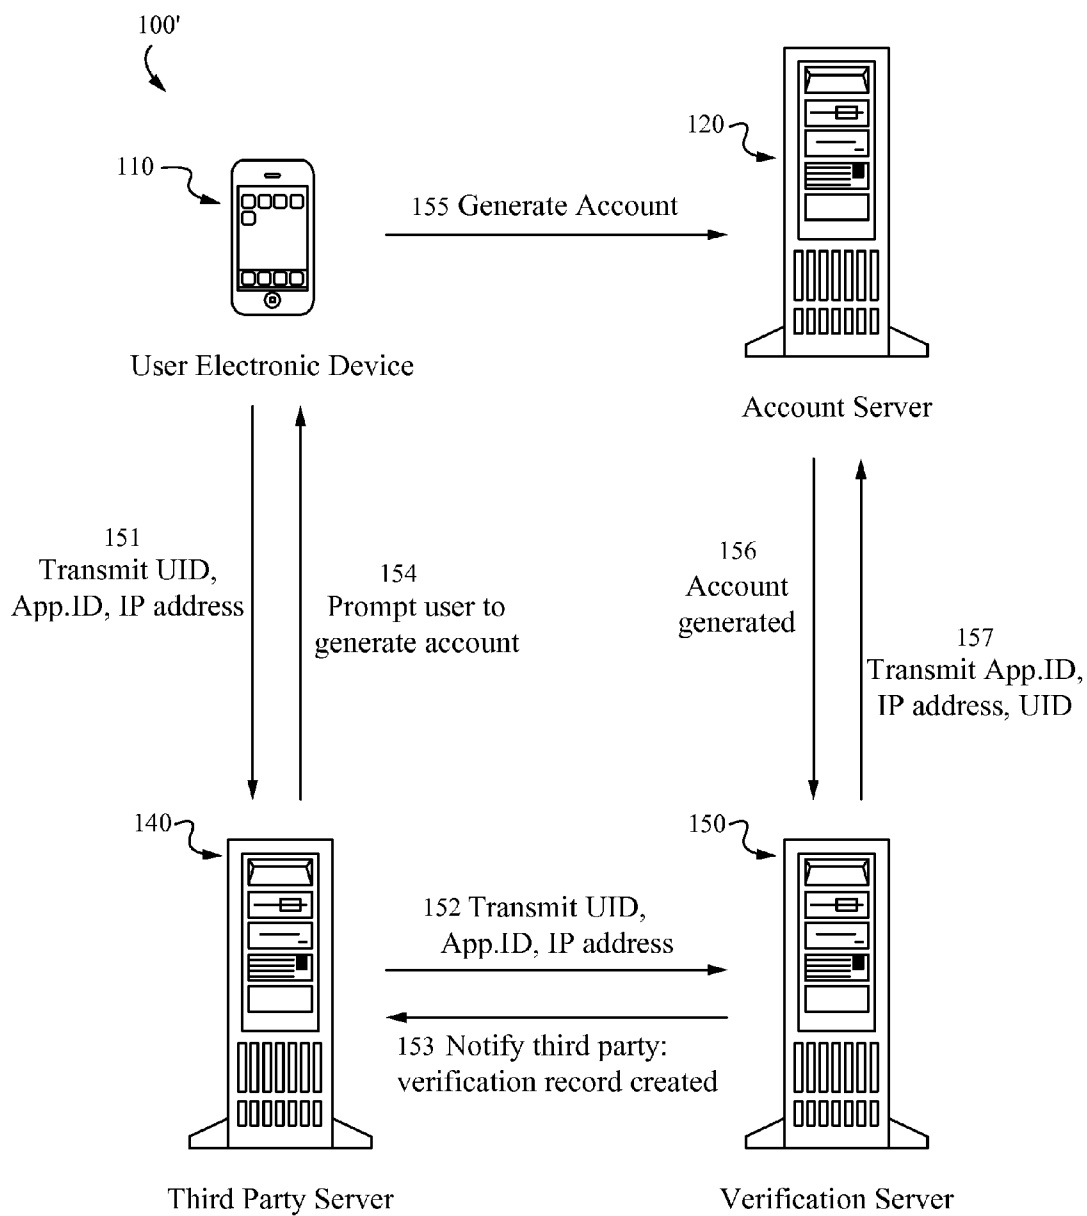 100'
110
120
155 Generate Account
User Electronic Device
Account Server
151
Transmit UID,
App.ID, IP address
154
Prompt user to
generate account
156
Account
generated
157
Transmit App.ID,
IP address, UID
140
150
152 Transmit UID,
App.ID, IP address
153 Notify third party:
verification record created
Third Party Server
Verification Server